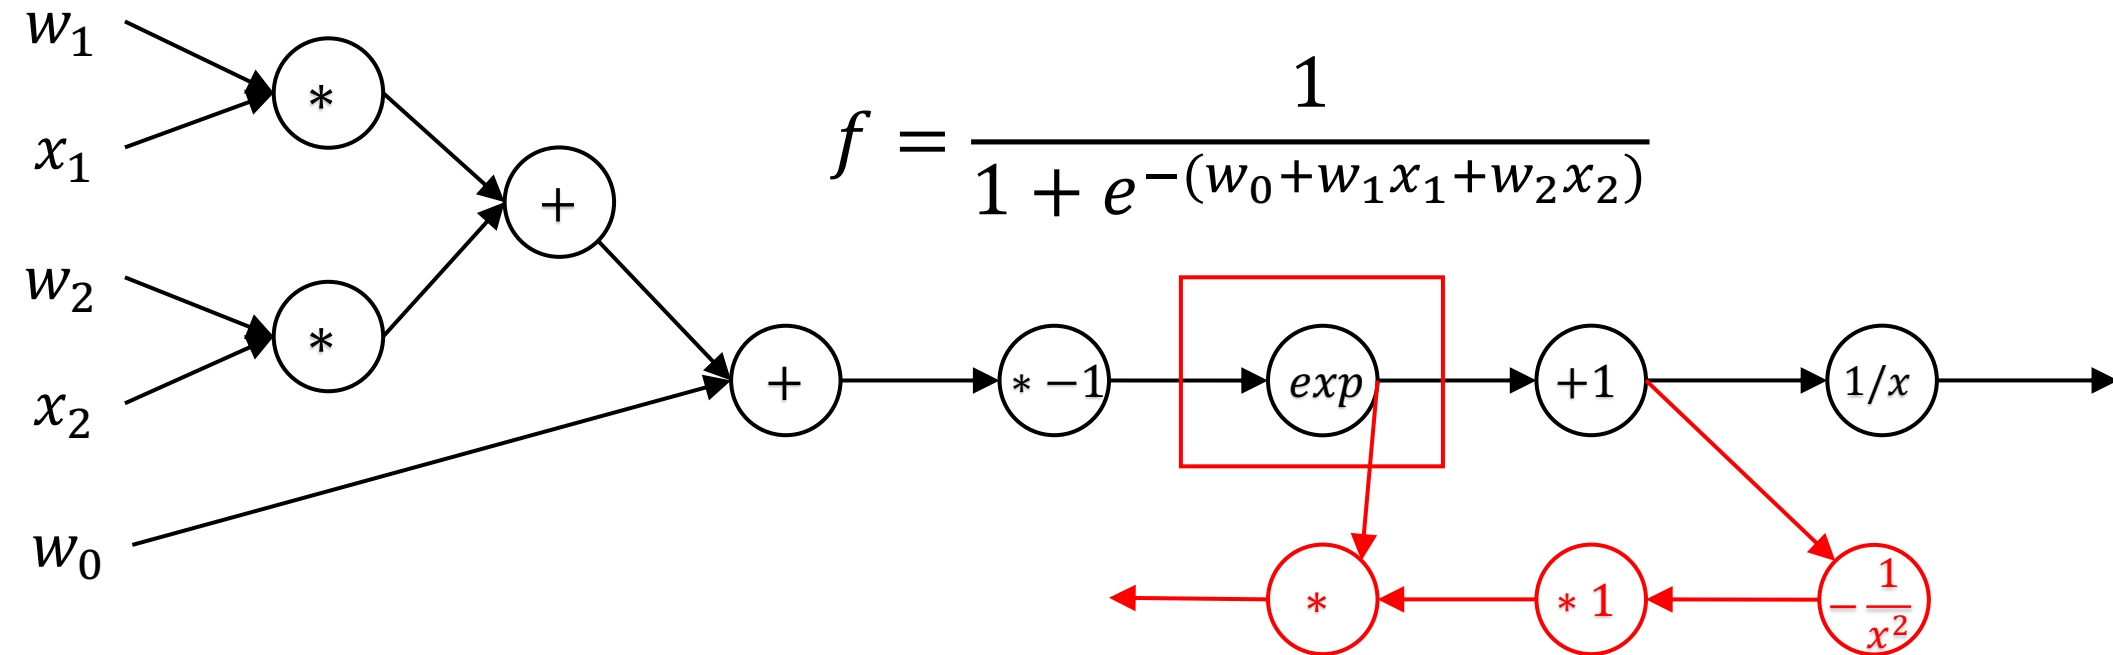 w₁
x₁
w₂
x₂
w₀
*
*
+
+
* −1
exp
+1
1/x
f = 1 / (1 + e^−(w₀+w₁x₁+w₂x₂))
*
* 1
− 1/x²